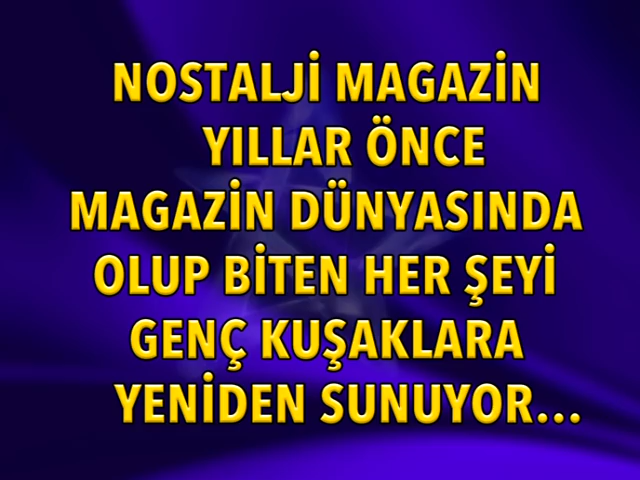 NOSTALJİ MAGAZİN
YILLAR ÖNCE
MAGAZİN DÜNYASINDA
OLUP BİTEN HER ŞEYİ
GENÇ KUŞAKLARA
YENİDEN SUNUYOR...